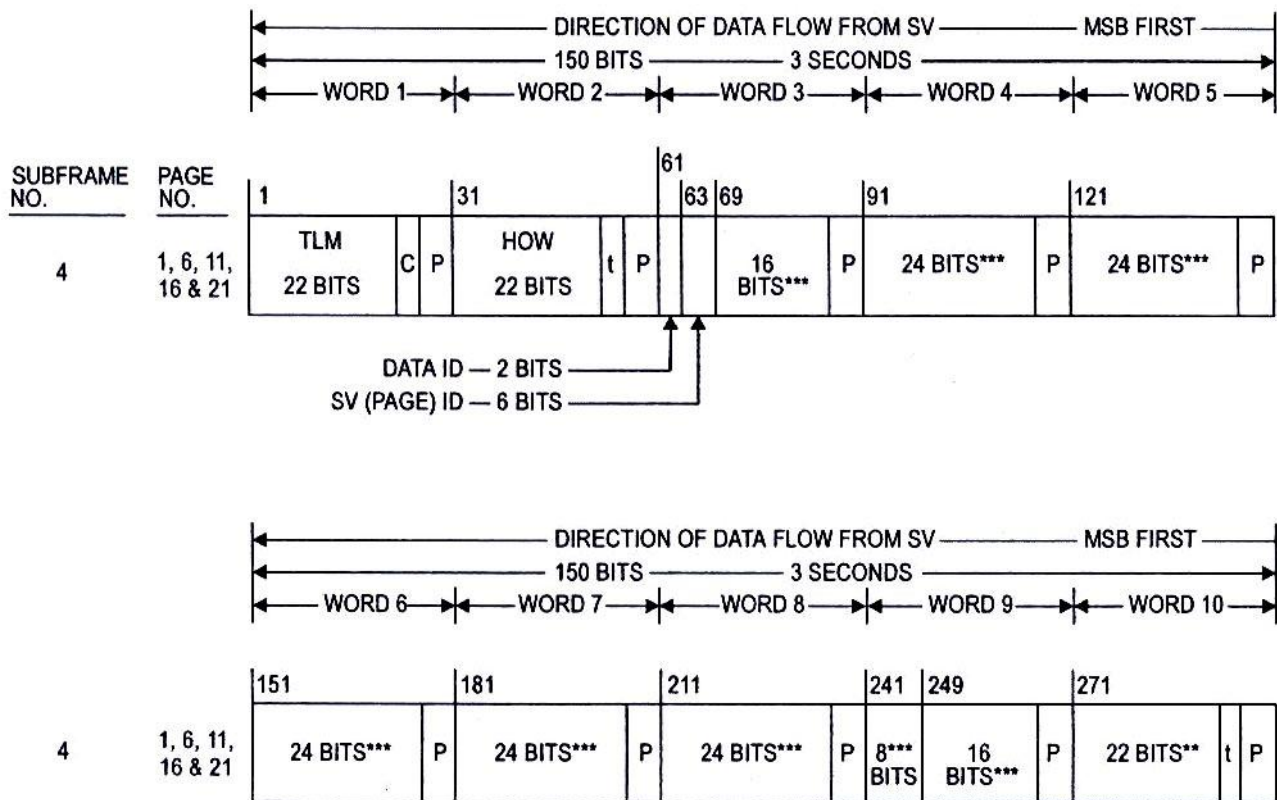 DIRECTION OF DATA FLOW FROM SV MSB FIRST
150 BITS 3 SECONDS
WORD 1 WORD 2 WORD 3 WORD 4 WORD 5
SUBFRAME NO. PAGE NO.
1 31 61 63 69 91 121
4
1, 6, 11,
16 & 21
TLM
22 BITS
C P
HOW
22 BITS
t P
16
BITS***
P
24 BITS*** P
24 BITS*** P
DATA ID — 2 BITS
SV (PAGE) ID — 6 BITS
DIRECTION OF DATA FLOW FROM SV MSB FIRST
150 BITS 3 SECONDS
WORD 6 WORD 7 WORD 8 WORD 9 WORD 10
151 181 211 241 249 271
4
1, 6, 11,
16 & 21
24 BITS*** P
24 BITS*** P
24 BITS*** P
8***
BITS
16
BITS***
P
22 BITS** t P